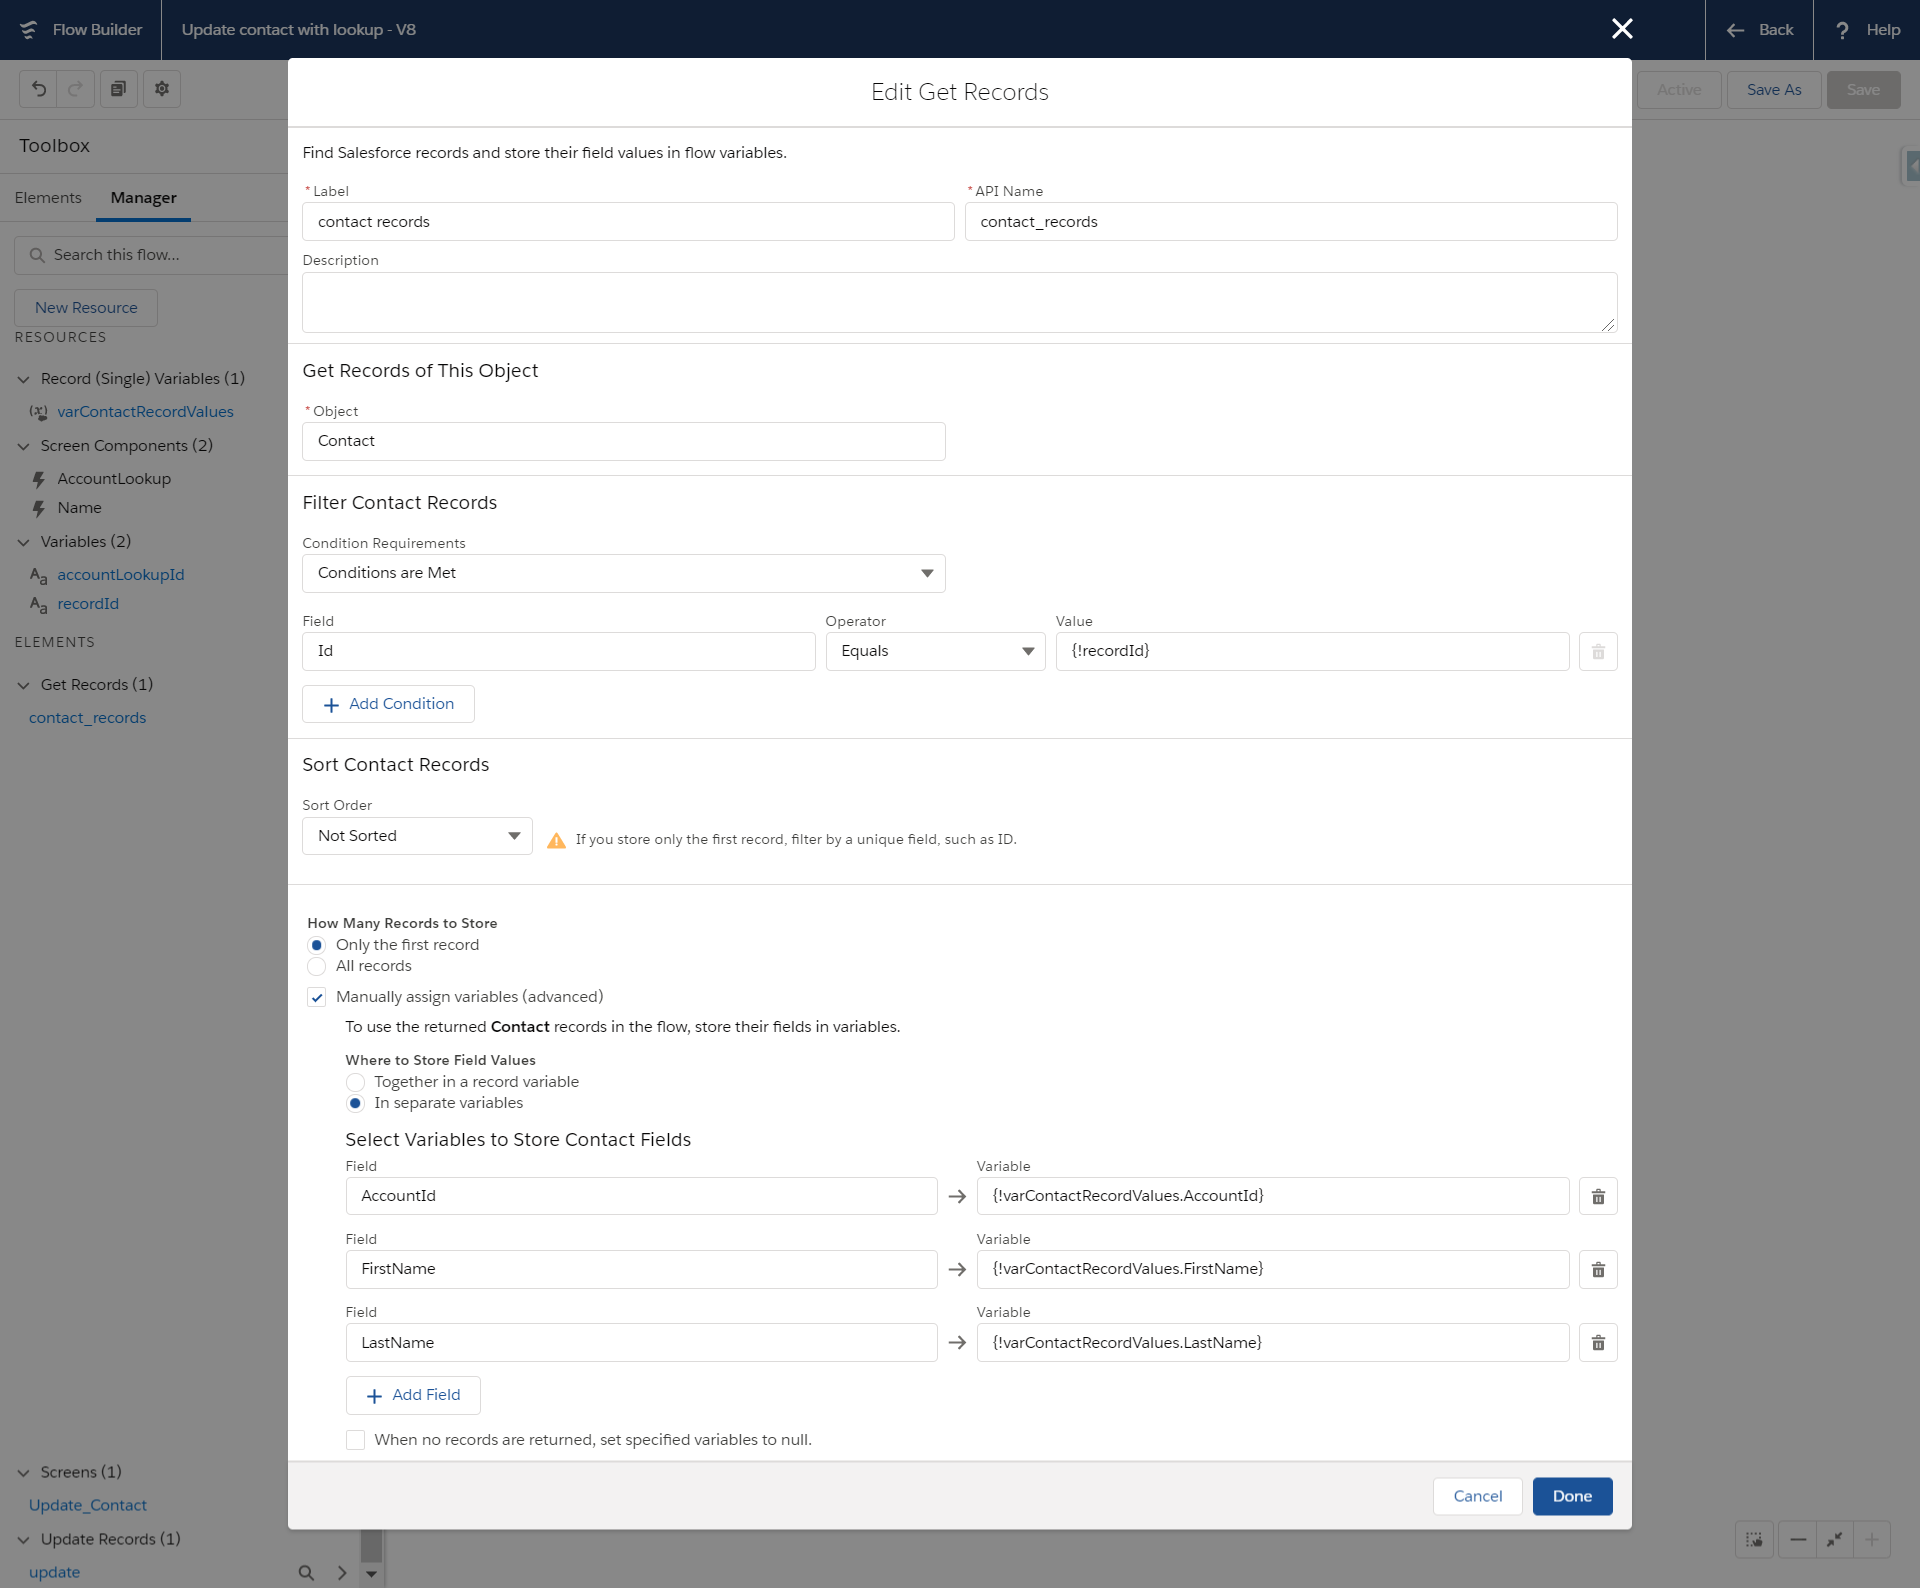 Flow Builder
Update contact with lookup - V8
Back
? Help
Active
Save As
Save
Toolbox
Elements
Manager
Search this flow...
New Resource
RESOURCES
Record (Single) Variables (1)
varContactRecordValues
Screen Components (2)
AccountLookup
Name
Variables (2)
accountLookupId
recordId
ELEMENTS
Get Records (1)
contact_records
Screens (1)
Update_Contact
Update Records (1)
update
Edit Get Records
Find Salesforce records and store their field values in flow variables.
* Label
contact records
* API Name
contact_records
Description
Get Records of This Object
* Object
Contact
Filter Contact Records
Condition Requirements
Conditions are Met
Field
Operator
Value
Id
Equals
{!recordId}
+ Add Condition
Sort Contact Records
Sort Order
Not Sorted
If you store only the first record, filter by a unique field, such as ID.
How Many Records to Store
Only the first record
All records
Manually assign variables (advanced)
To use the returned Contact records in the flow, store their fields in variables.
Where to Store Field Values
Together in a record variable
In separate variables
Select Variables to Store Contact Fields
Field
Variable
AccountId
{!varContactRecordValues.AccountId}
Field
Variable
FirstName
{!varContactRecordValues.FirstName}
Field
Variable
LastName
{!varContactRecordValues.LastName}
+ Add Field
When no records are returned, set specified variables to null.
Cancel
Done